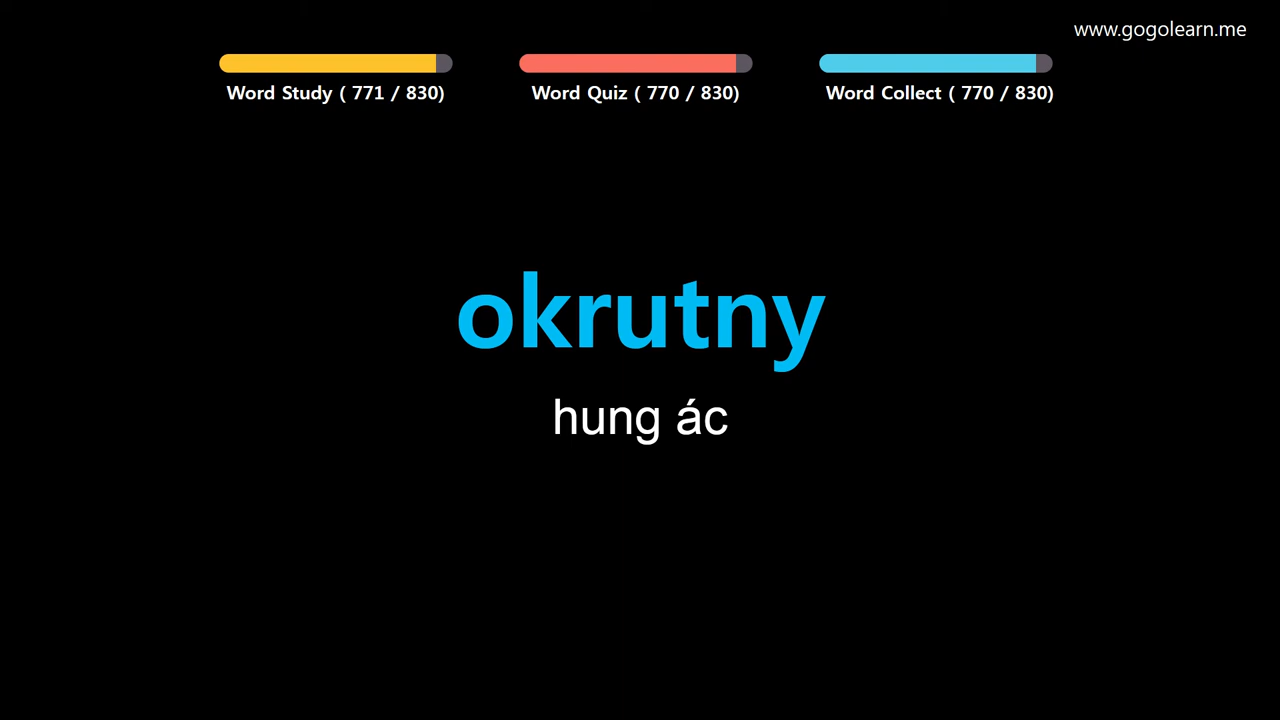 www.gogolearn.me
Word Study ( 771 / 830)
Word Quiz ( 770 / 830)
Word Collect ( 770 / 830)
okrutny
hung ác